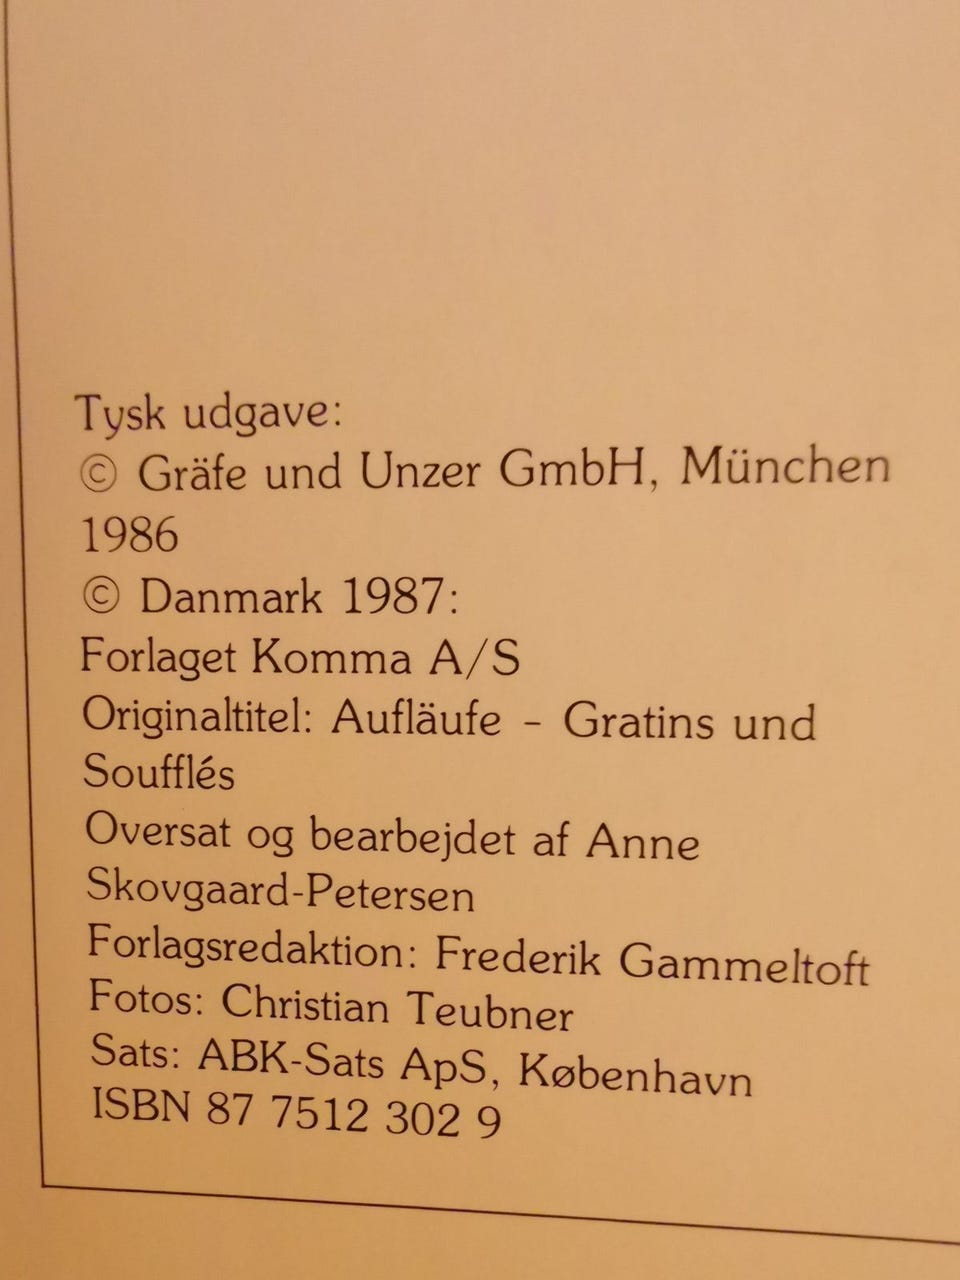 Tysk udgave:
© Gräfe und Unzer GmbH, München
1986
© Danmark 1987:
Forlaget Komma A/S
Originaltitel: Aufläufe - Gratins und
Soufflés
Oversat og bearbejdet af Anne
Skovgaard-Petersen
Forlagsredaktion: Frederik Gammeltoft
Fotos: Christian Teubner
Sats: ABK-Sats ApS, København
ISBN 87 7512 302 9